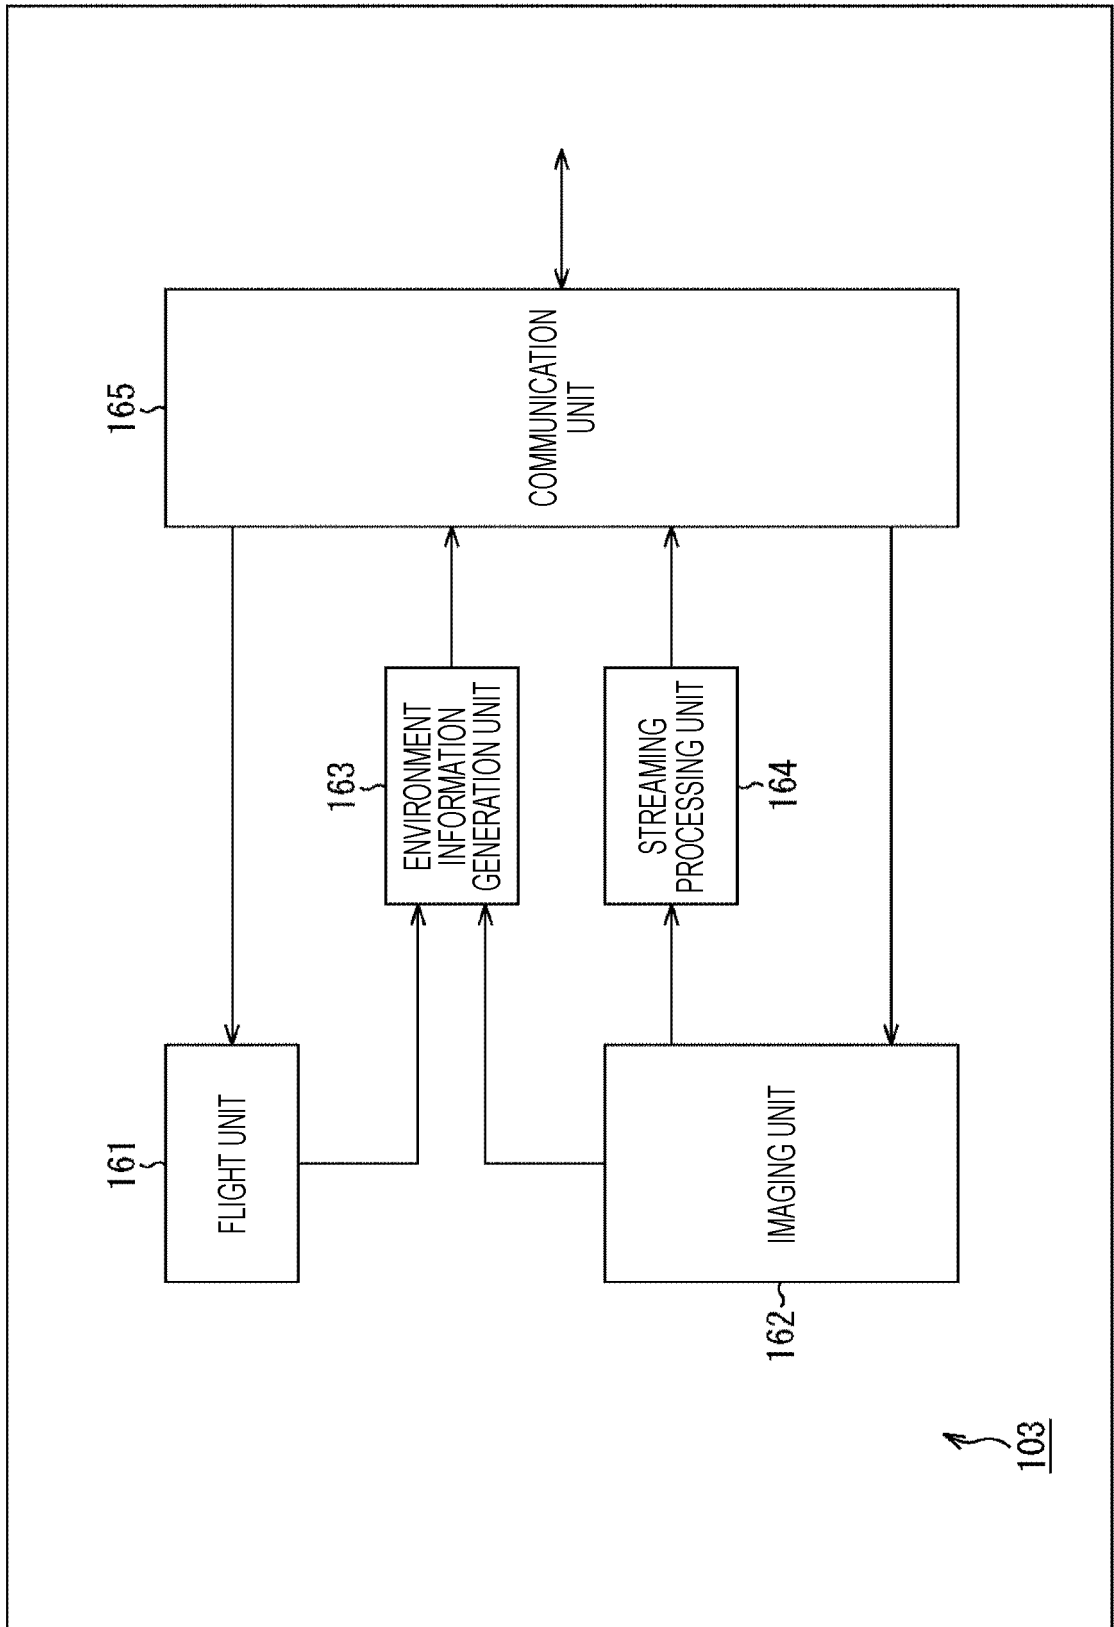 161
FLIGHT UNIT
163
ENVIRONMENT
INFORMATION
GENERATION UNIT
165
COMMUNICATION
UNIT
162
IMAGING UNIT
STREAMING
PROCESSING UNIT
164
103